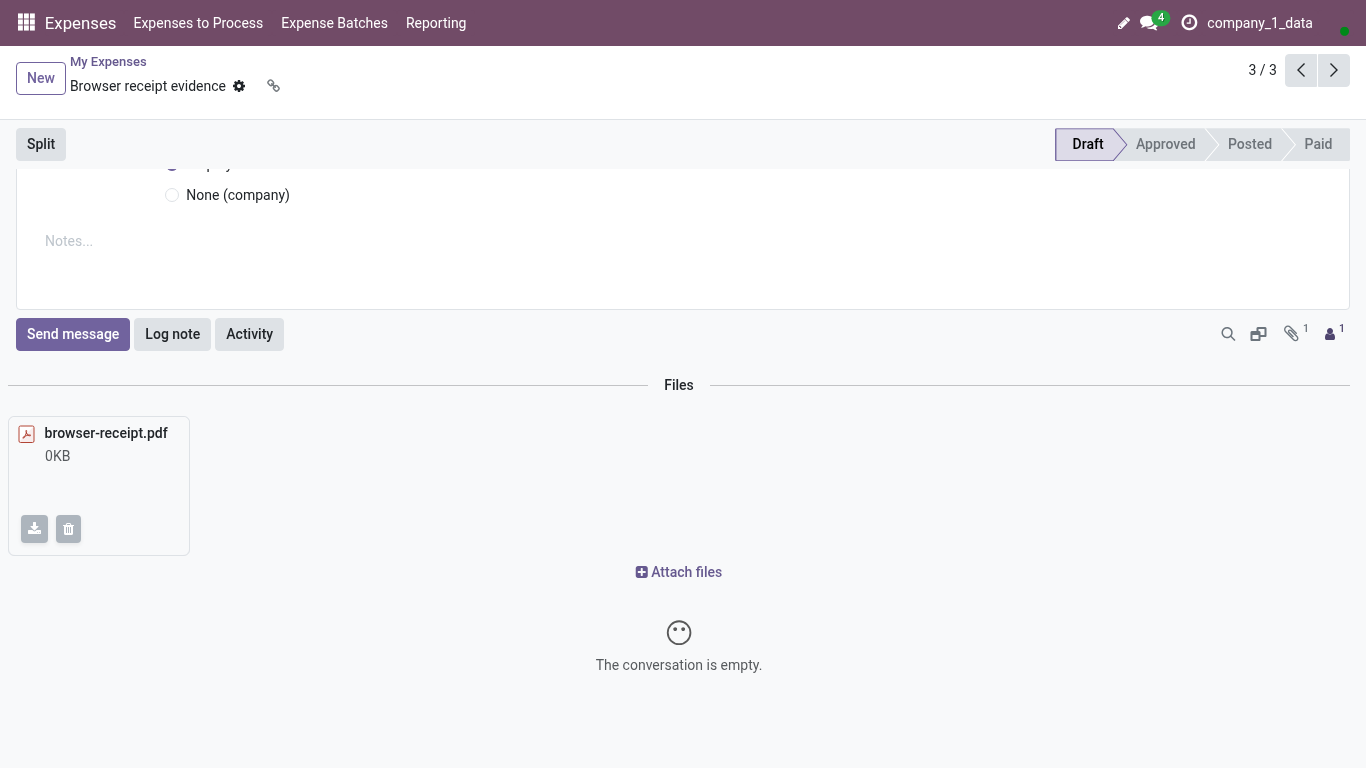 Expenses Expenses to Process Expense Batches Reporting 4 company_1_data
New My Expenses
Browser receipt evidence
3 / 3
Split Draft Approved Posted Paid
None (company)
Notes...
Send message Log note Activity 1 1
Files
browser-receipt.pdf
0KB
Attach files
The conversation is empty.